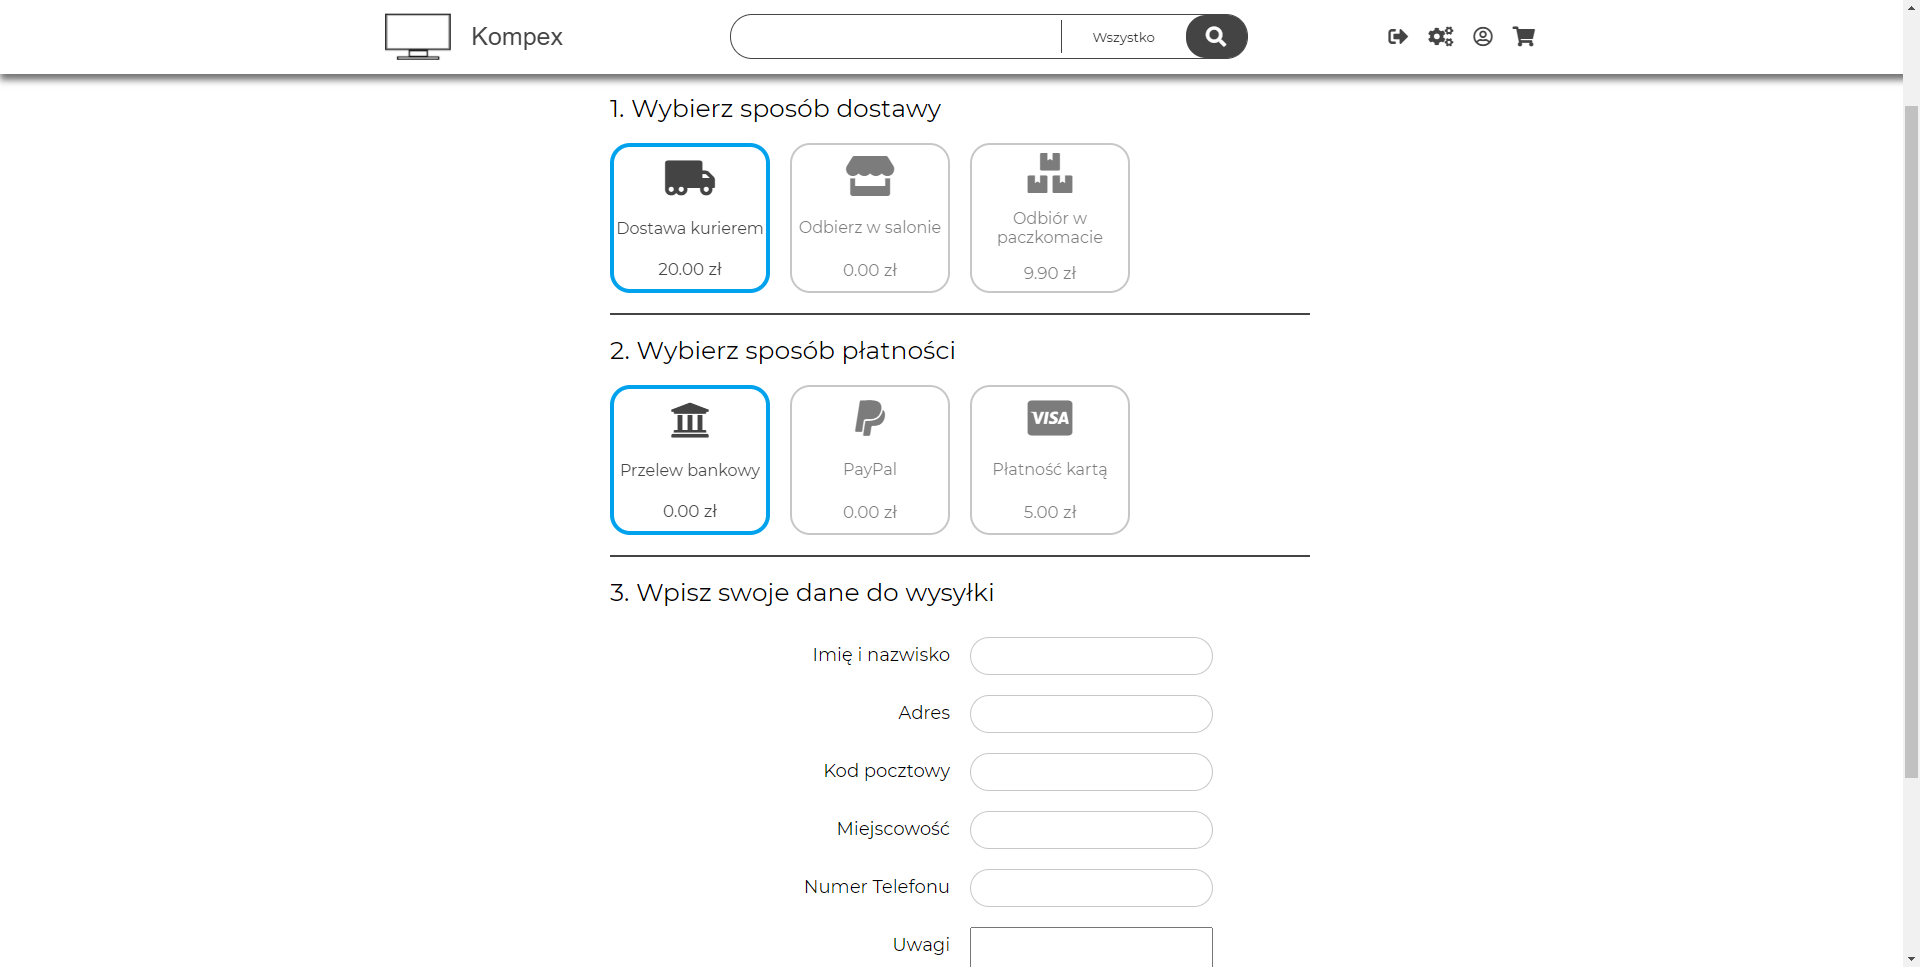 Kompex
Wszystko
1. Wybierz sposób dostawy
Dostawa kurierem
20.00 zł
Odbierz w salonie
0.00 zł
Odbiór w
paczkomacie
9.90 zł
2. Wybierz sposób płatności
Przelew bankowy
0.00 zł
PayPal
0.00 zł
VISA
Płatność kartą
5.00 zł
3. Wpisz swoje dane do wysyłki
Imię i nazwisko
Adres
Kod pocztowy
Miejscowość
Numer Telefonu
Uwagi